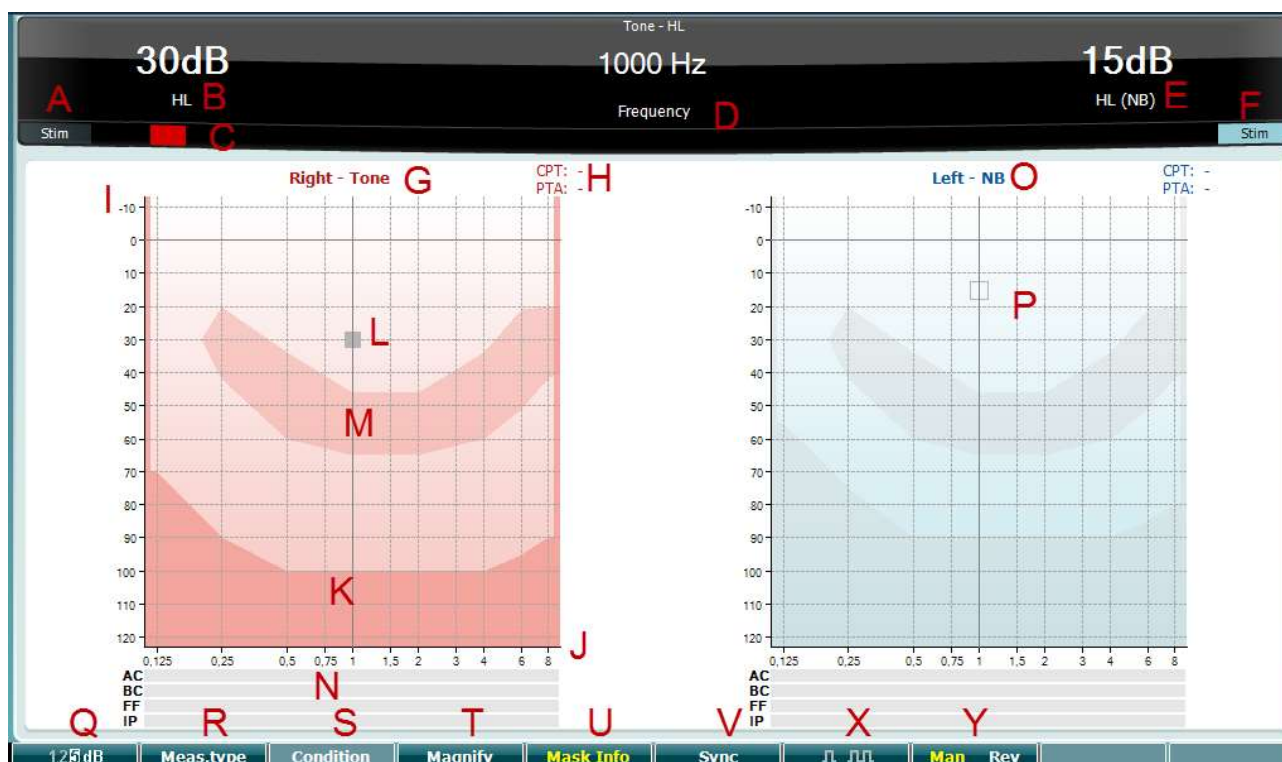 Tone - HL
30dB 1000 Hz 15dB
A HL B Frequency D HL (NB) E F
Stim C Stim
Right - Tone G CPT: - H Left - NB O CPT: -
PTA: - PTA: -
I
-10 -10
0 0
10 10
20 P 20
30 L 30
40 40
50 50
M
60 60
70 70
80 80
90 90
100 100
K
110 110
120 120
J
0,125 0,25 0,5 0,75 1 1,5 2 3 4 6 8 0,125 0,25 0,5 0,75 1 1,5 2 3 4 6 8
AC AC
BC N BC
FF FF
IP IP
Q R S T U V X Y
125dB Meas.type Condition Magnify Mask Info Sync Man Rev